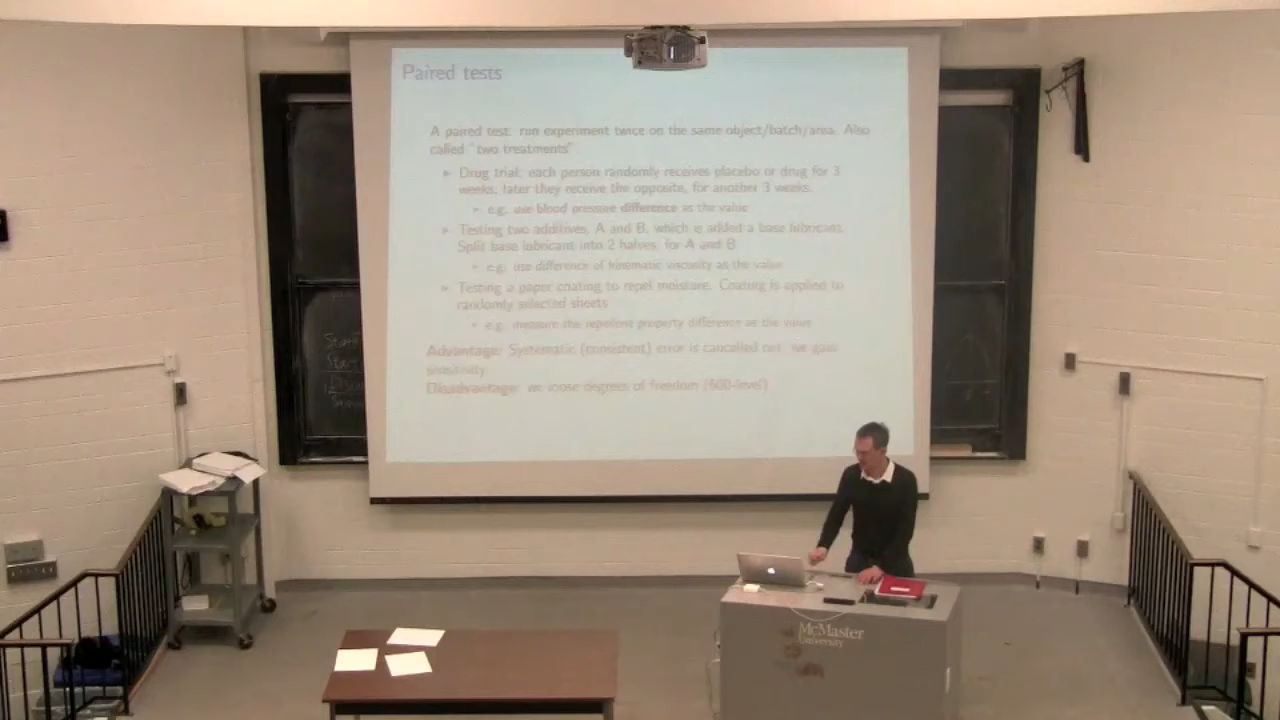 Paired tests
A paired test: run experiment twice on the same object/batch/area. Also
called "two treatments"
Drug trial: each person randomly receives placebo or drug for 3
weeks, later they receive the opposite, for another 3 weeks.
e.g. use blood pressure difference as the value
Testing two additives, A and B, which is added a base lubricant.
Split base lubricant into 2 halves, for A and B
e.g. use difference of kinematic viscosity as the value
Testing a paper coating to repel moisture. Coating is applied to
randomly selected sheets
e.g. measure the repellent property difference as the value
Advantage: Systematic (consistent) error is cancelled out, we gain
sensitivity
Disadvantage: we loose degrees of freedom (600-level)
McMaster
University